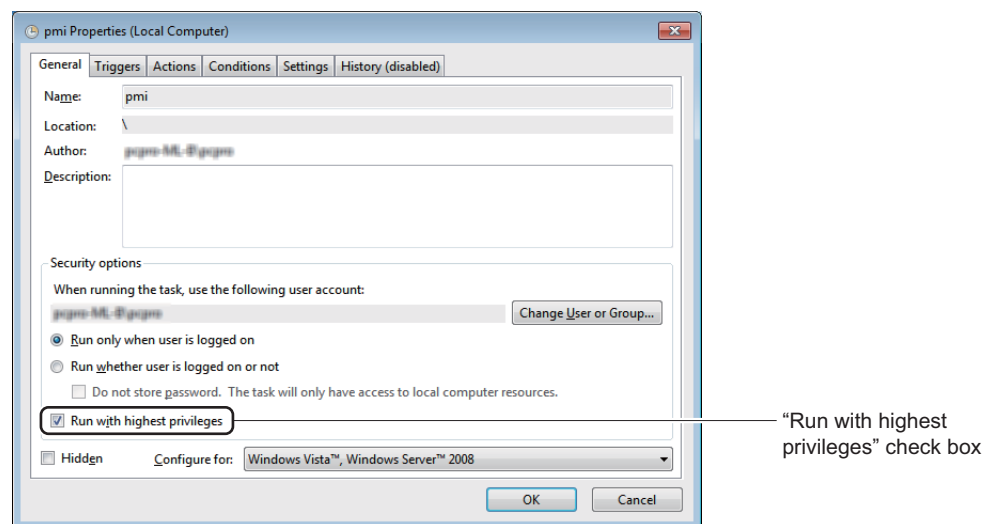 pmi Properties (Local Computer)
General Triggers Actions Conditions Settings History (disabled)
Name: pmi
Location: \
Author:
Description:
Security options
When running the task, use the following user account:
Change User or Group...
Run only when user is logged on
Run whether user is logged on or not
Do not store password. The task will only have access to local computer resources.
Run with highest privileges
“Run with highest
privileges” check box
Hidden Configure for: Windows Vista™, Windows Server™ 2008
OK Cancel